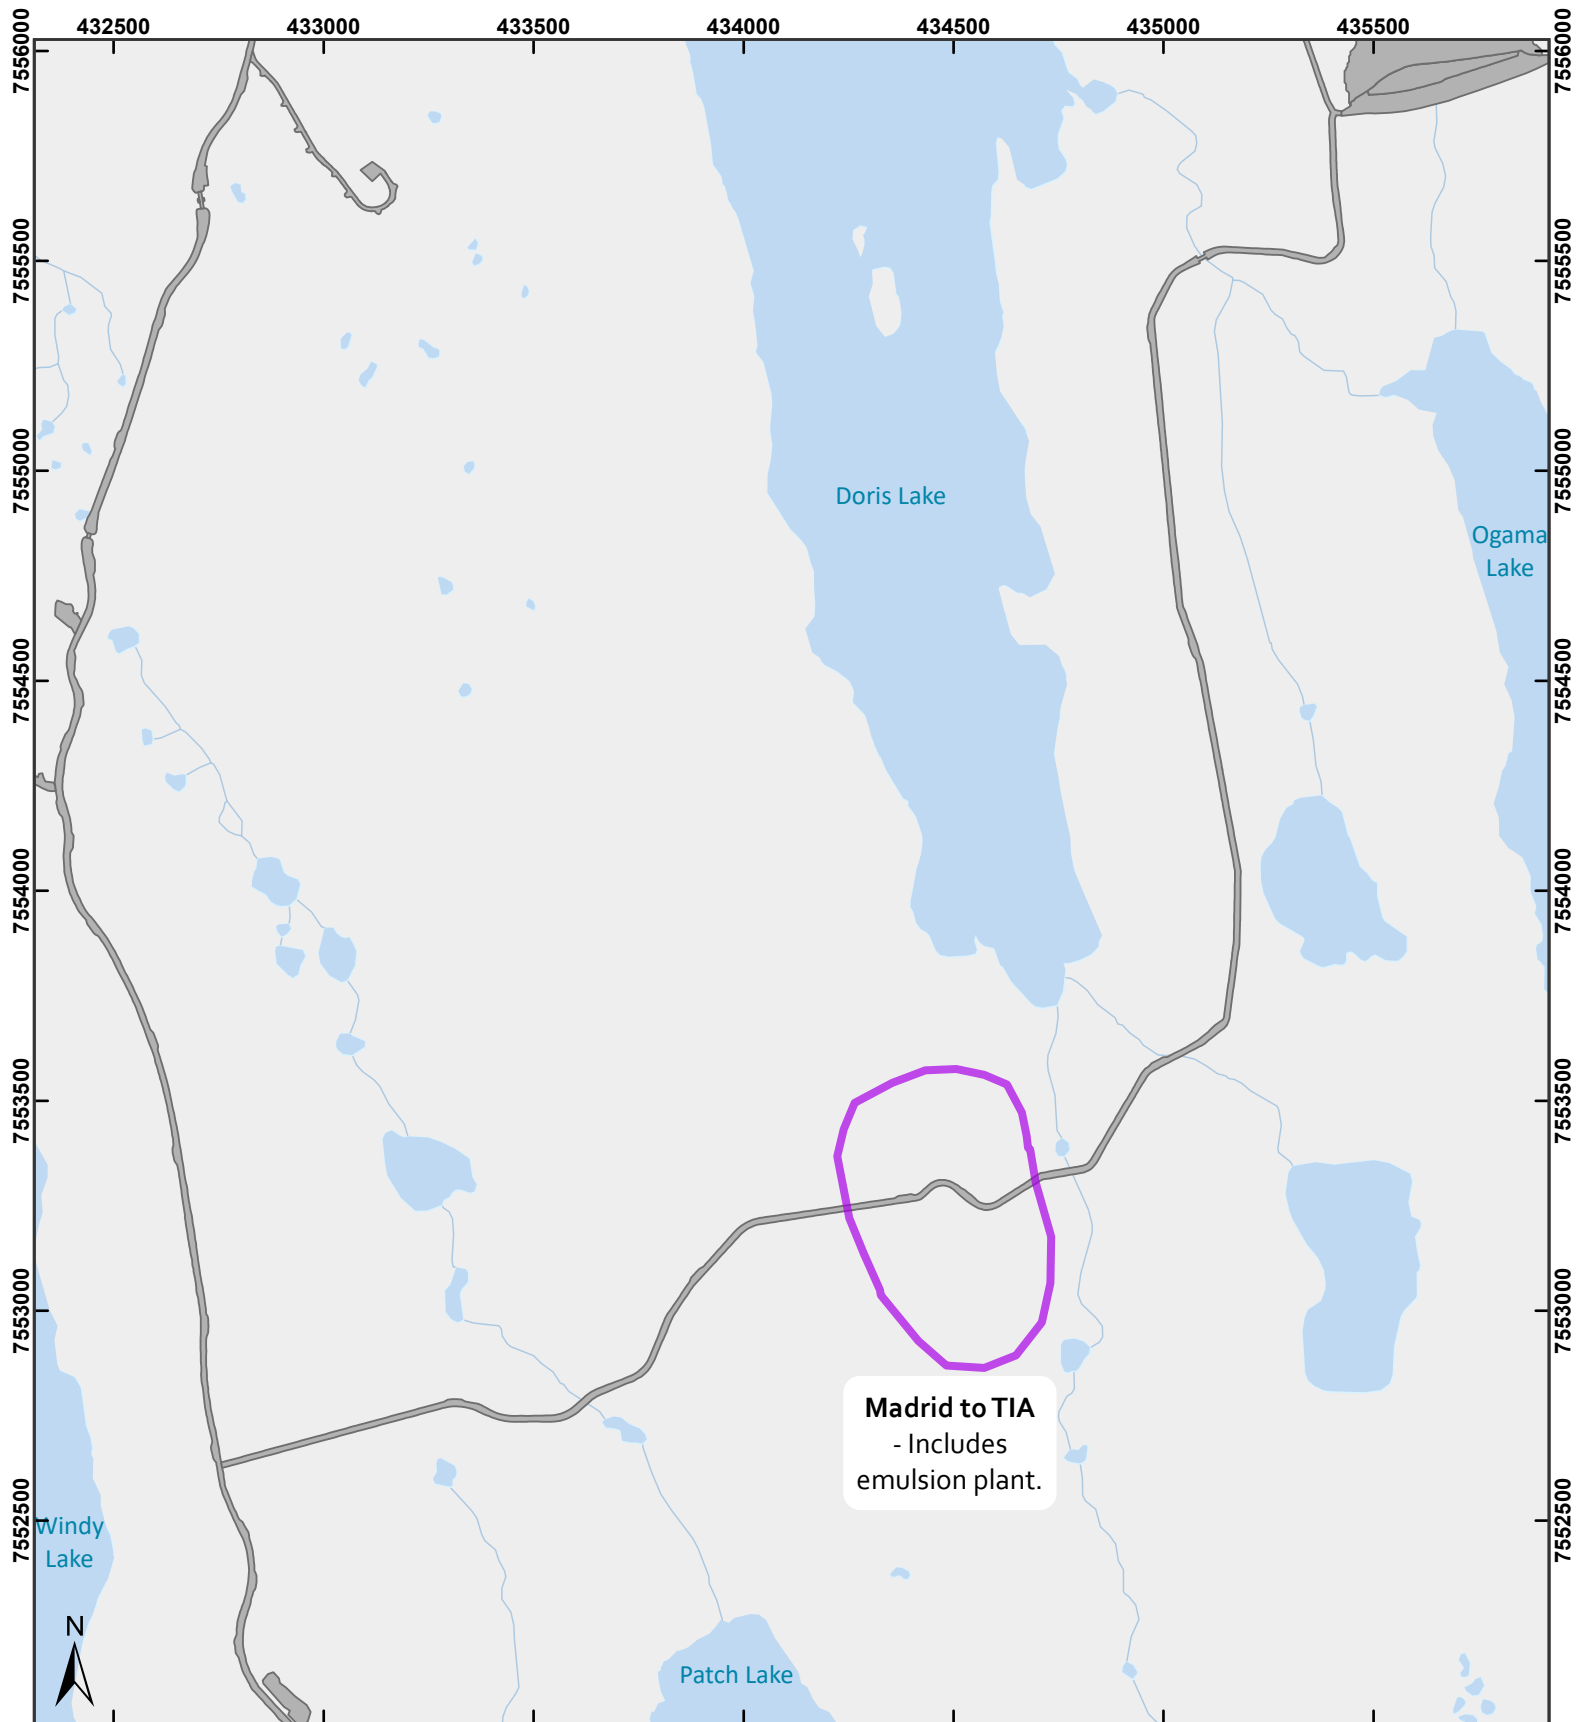 432500 433000 433500 434000 434500 435000 435500
7556000 7556000
7555500 7555500
7555000 7555000
Doris Lake
Ogama
Lake
7554500 7554500
7554000 7554000
7553500 7553500
7553000 7553000
Madrid to TIA
- Includes
emulsion plant.
7552500 7552500
Windy
Lake
N
Patch Lake